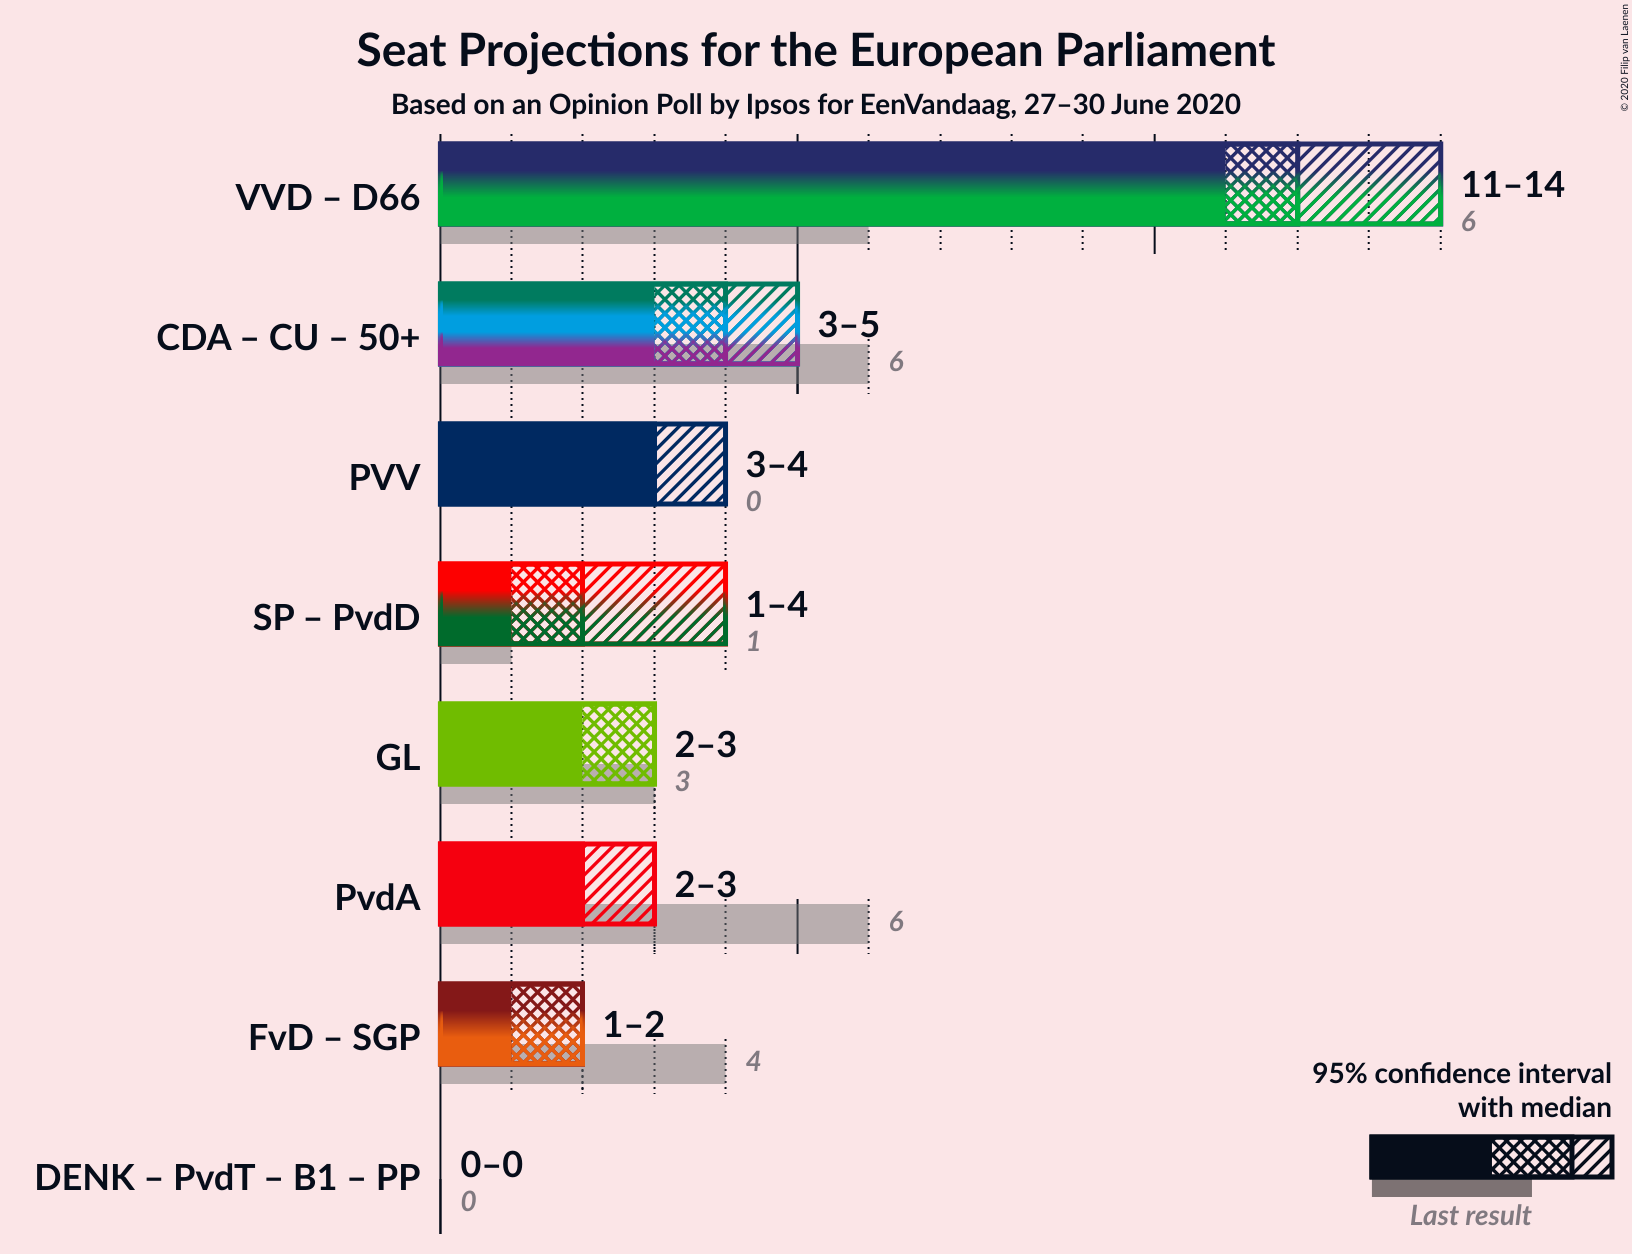 Seat Projections for the European Parliament
Based on an Opinion Poll by Ipsos for EenVandaag, 27–30 June 2020
© 2020 Filip van Laenen
VVD – D66
11–14
6
CDA – CU – 50+
3–5
6
PVV
3–4
0
SP – PvdD
1–4
1
GL
2–3
3
PvdA
2–3
6
FvD – SGP
1–2
4
DENK – PvdT – B1 – PP
0–0
0
95% confidence interval
with median
Last result